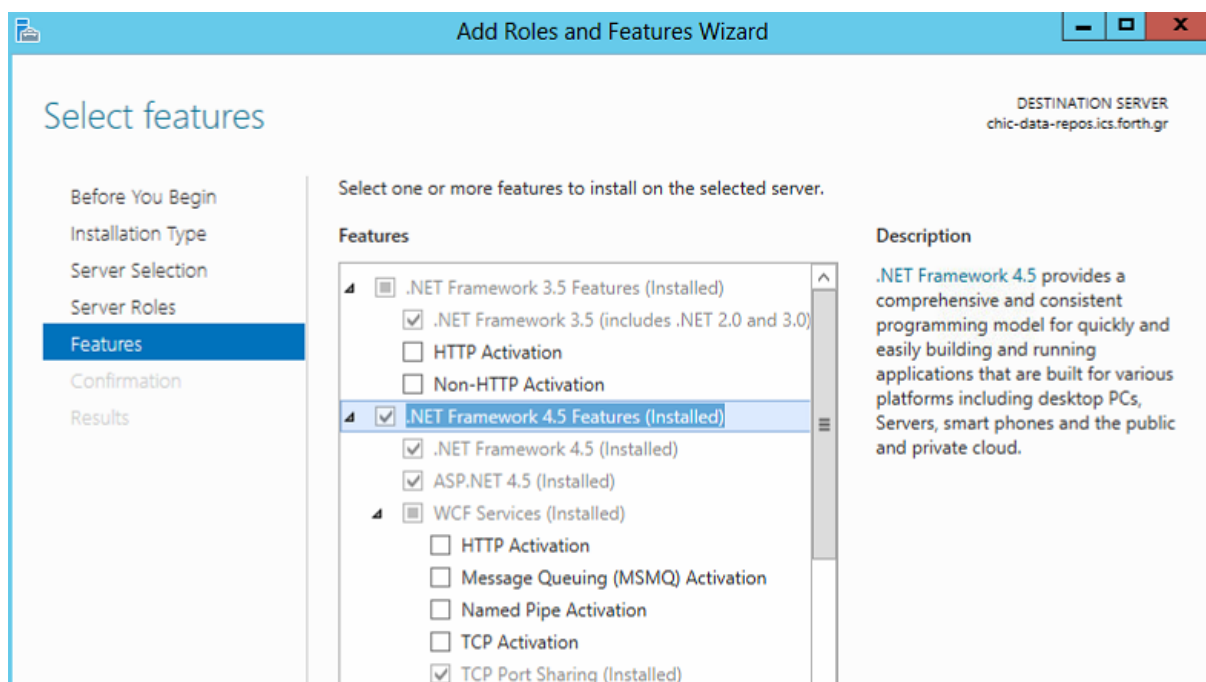 Add Roles and Features Wizard
Select features
DESTINATION SERVER
chic-data-repos.ics.forth.gr
Before You Begin
Installation Type
Server Selection
Server Roles
Features
Confirmation
Results
Select one or more features to install on the selected server.
Features
.NET Framework 3.5 Features (Installed)
.NET Framework 3.5 (includes .NET 2.0 and 3.0)
HTTP Activation
Non-HTTP Activation
.NET Framework 4.5 Features (Installed)
.NET Framework 4.5 (Installed)
ASP.NET 4.5 (Installed)
WCF Services (Installed)
HTTP Activation
Message Queuing (MSMQ) Activation
Named Pipe Activation
TCP Activation
TCP Port Sharing (Installed)
Description
.NET Framework 4.5 provides a
comprehensive and consistent
programming model for quickly and
easily building and running
applications that are built for various
platforms including desktop PCs,
Servers, smart phones and the public
and private cloud.